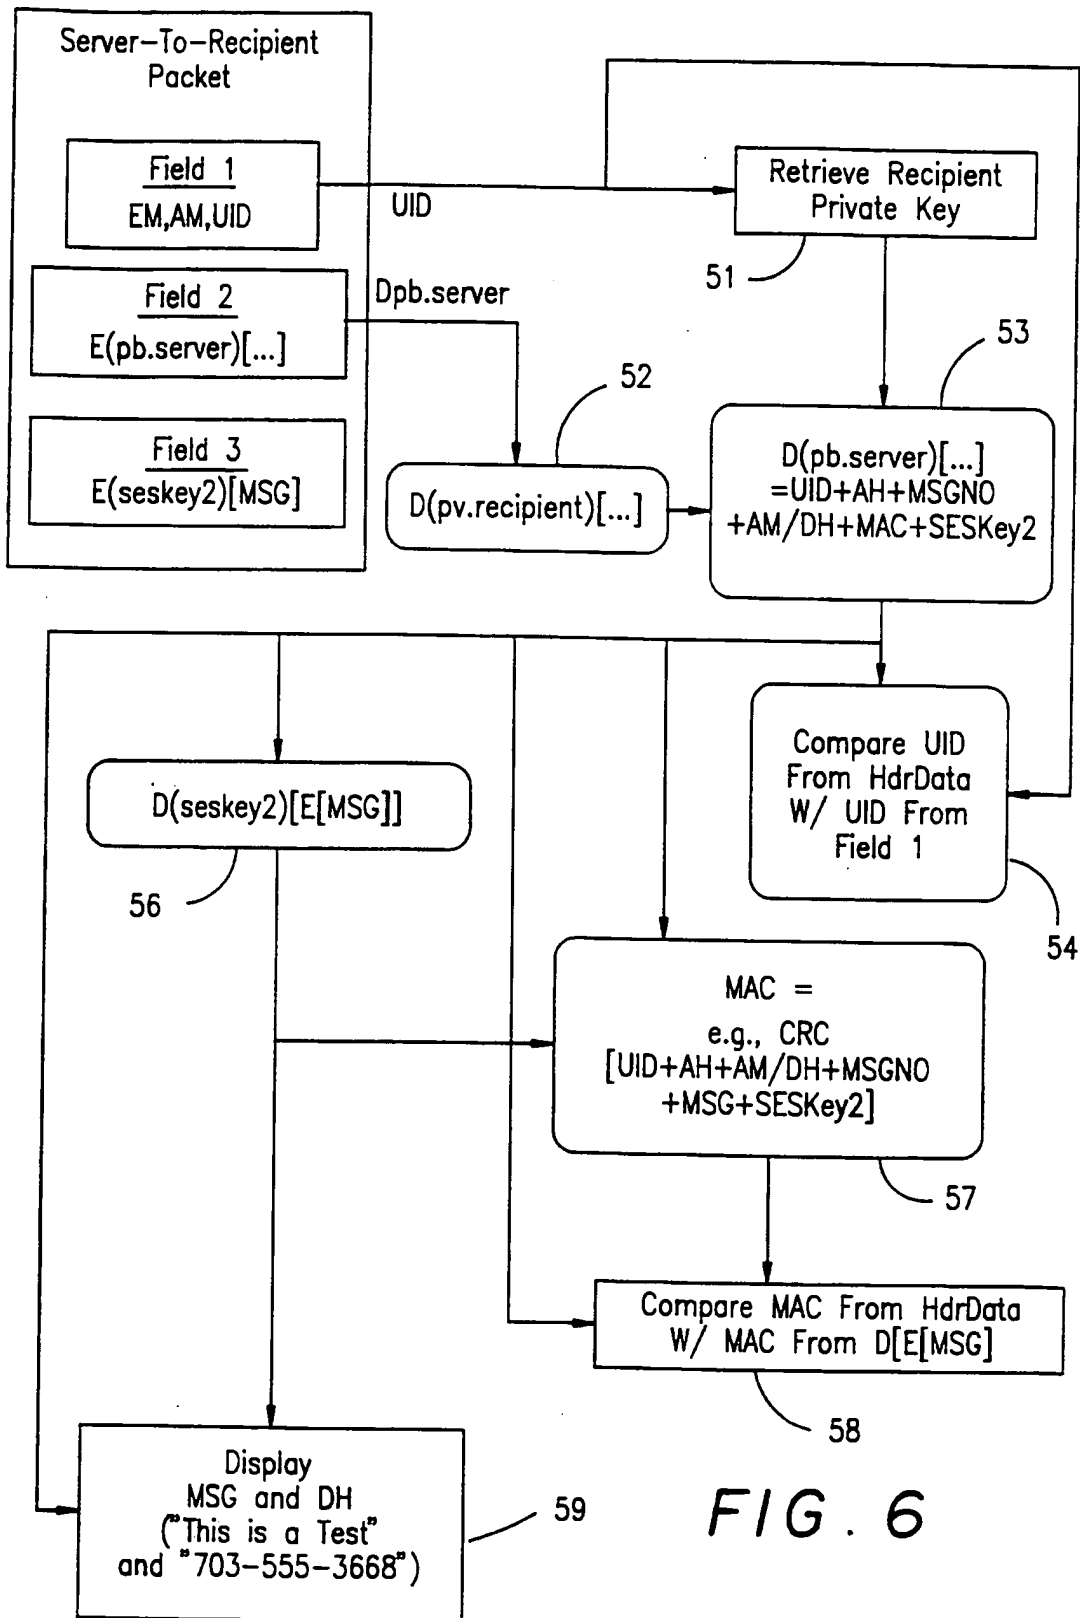 Server-To-Recipient
Packet
Field 1
EM,AM,UID
UID
Retrieve Recipient
Private Key
51
Field 2
E(pb.server)[...]
Dpb.server
52
53
Field 3
E(seskey2)[MSG]
D(pv.recipient)[...]
D(pb.server)[...]
=UID+AH+MSGNO
+AM/DH+MAC+SESKey2
Compare UID
From HdrData
W/ UID From
Field 1
54
D(seskey2)[E[MSG]]
56
MAC =
e.g., CRC
[UID+AH+AM/DH+MSGNO
+MSG+SESKey2]
57
Compare MAC From HdrData
W/ MAC From D[E[MSG]
58
Display
MSG and DH
("This is a Test"
and "703-555-3668")
59
FIG. 6